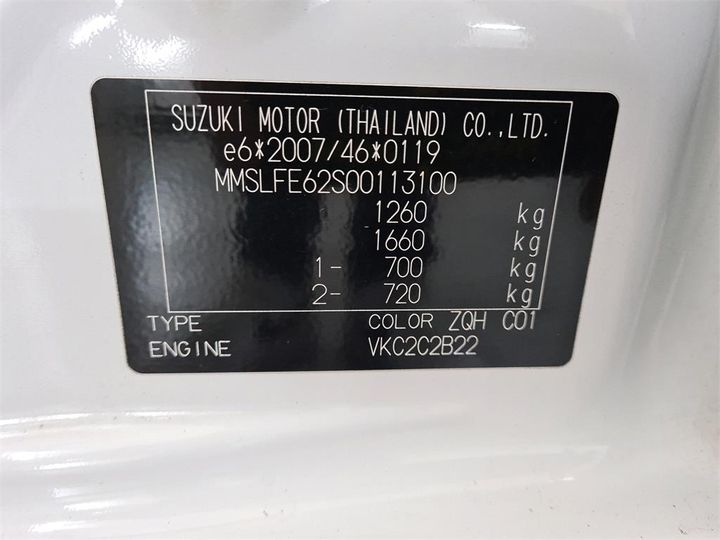 SUZUKI MOTOR (THAILAND) CO.,LTD.
e6*2007/46*0119
MMSLFE62S00113100
1260 kg
1660 kg
1- 700 kg
2- 720 kg
TYPE COLOR ZQH C01
ENGINE VKC2C2B22